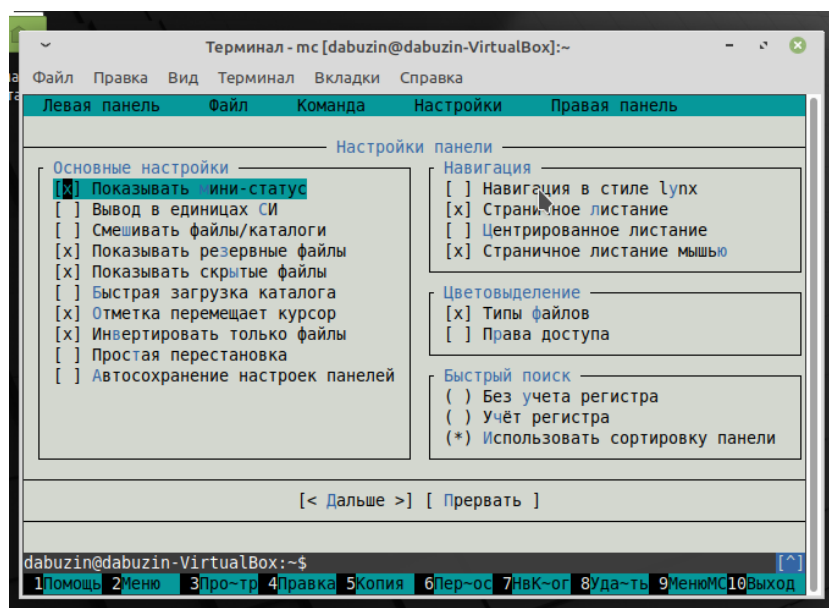 Терминал - mc [dabuzin@dabuzin-VirtualBox]:~
Файл Правка Вид Терминал Вкладки Справка
Левая панель Файл Команда Настройки Правая панель
Настройки панели
Основные настройки
[x] Показывать мини-статус
[ ] Вывод в единицах СИ
[ ] Смешивать файлы/каталоги
[x] Показывать резервные файлы
[x] Показывать скрытые файлы
[ ] Быстрая загрузка каталога
[x] Отметка перемещает курсор
[x] Инвертировать только файлы
[ ] Простая перестановка
[ ] Автосохранение настроек панелей
Навигация
[ ] Навигация в стиле lynx
[x] Страничное листание
[ ] Центрированное листание
[x] Страничное листание мышью
Цветовыделение
[x] Типы файлов
[ ] Права доступа
Быстрый поиск
( ) Без учета регистра
( ) Учёт регистра
(*) Использовать сортировку панели
[< Дальше >] [ Прервать ]
dabuzin@dabuzin-VirtualBox:~$ [^]
1Помощь 2Меню 3Про~тр 4Правка 5Копия 6Пер~ос 7НвК~ог 8Уда~ть 9МенюМС 10Выход